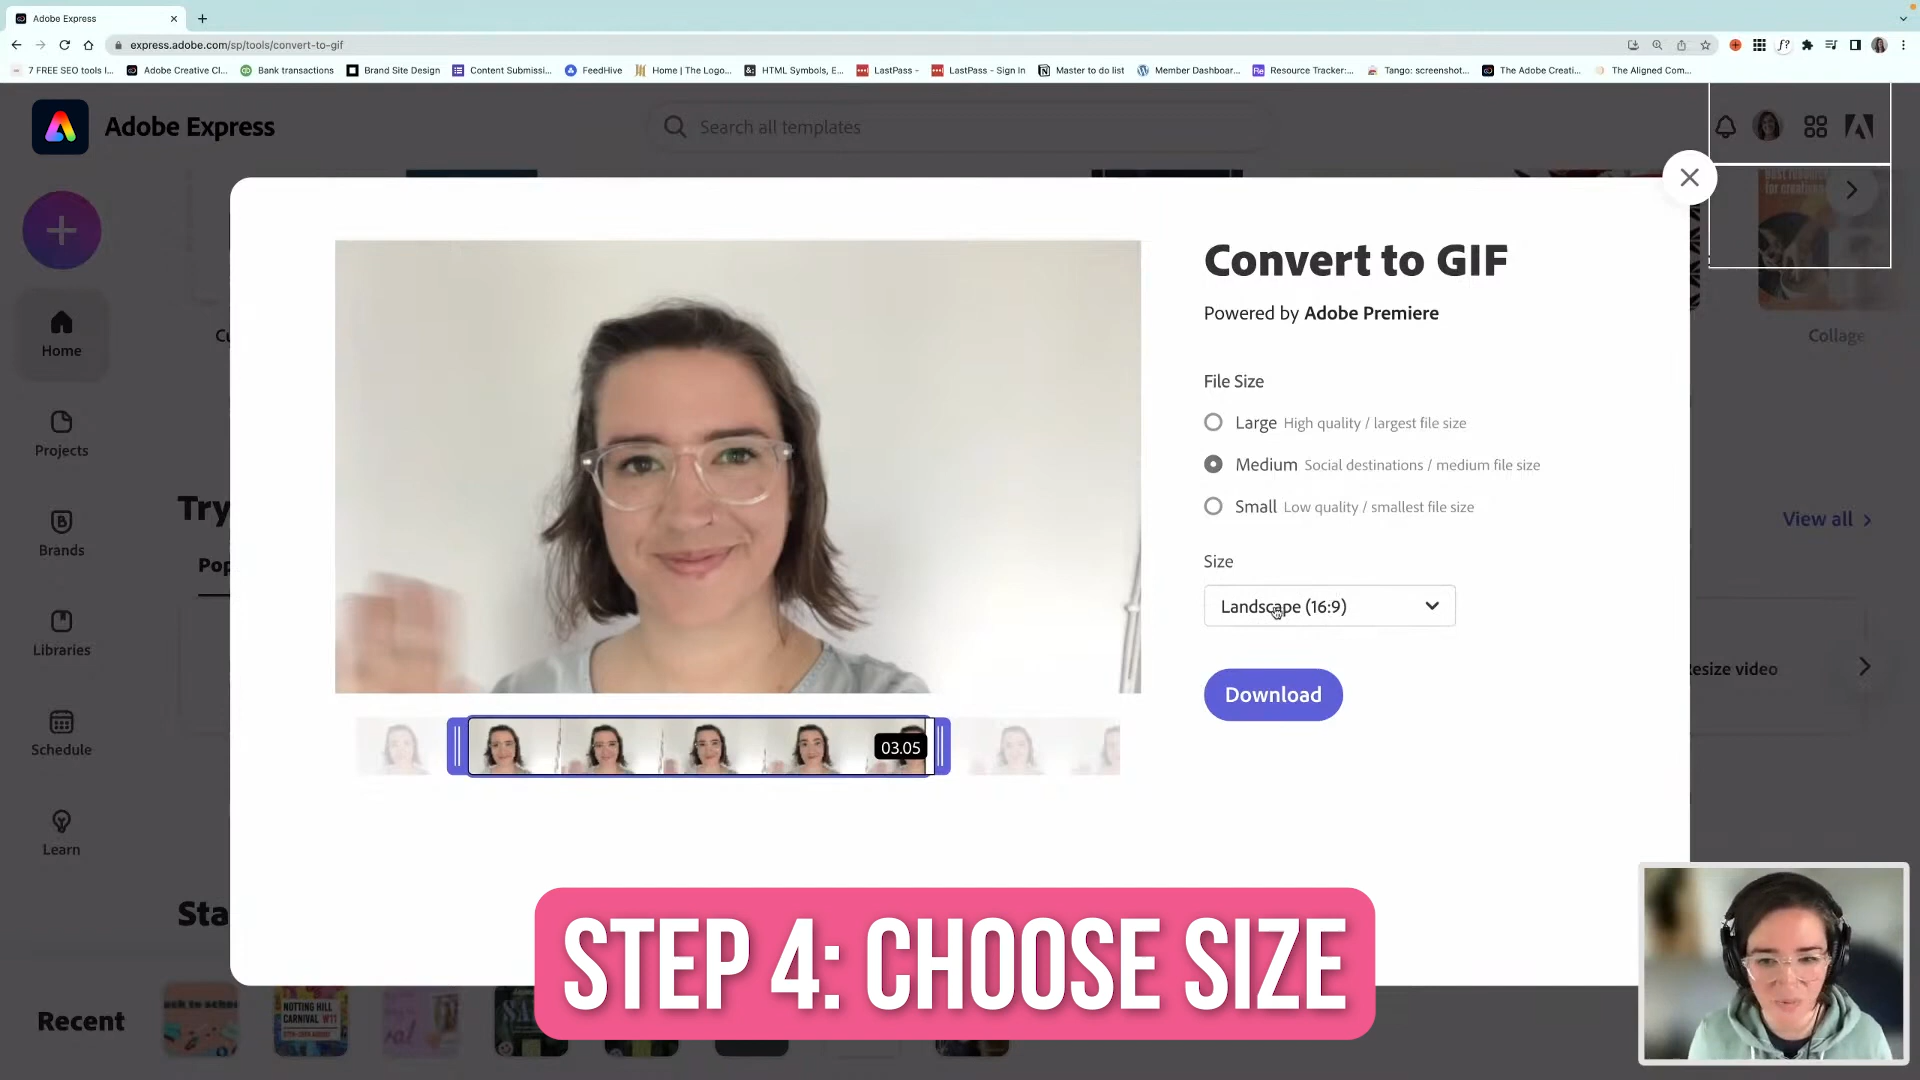 Adobe Express
express.adobe.com/sp/tools/convert-to-gif
7 FREE SEO tools l...
Adobe Creative Cl...
Bank transactions
Brand Site Design
Content Submissi...
FeedHive
Home | The Logo...
HTML Symbols, E...
LastPass -
LastPass - Sign In
Master to do list
Member Dashboar...
Resource Tracker:...
Tango: screenshot...
The Adobe Creati...
The Aligned Com...
Adobe Express
Search all templates
Home
Projects
Brands
Libraries
Schedule
Learn
Collage
Try
Pop
View all
Resize video
Sta
Recent
NOTTING HILL
CARNIVAL W11
Convert to GIF
Powered by Adobe Premiere
File Size
Large High quality / largest file size
Medium Social destinations / medium file size
Small Low quality / smallest file size
Size
Landscape (16:9)
Download
03.05
STEP 4: CHOOSE SIZE